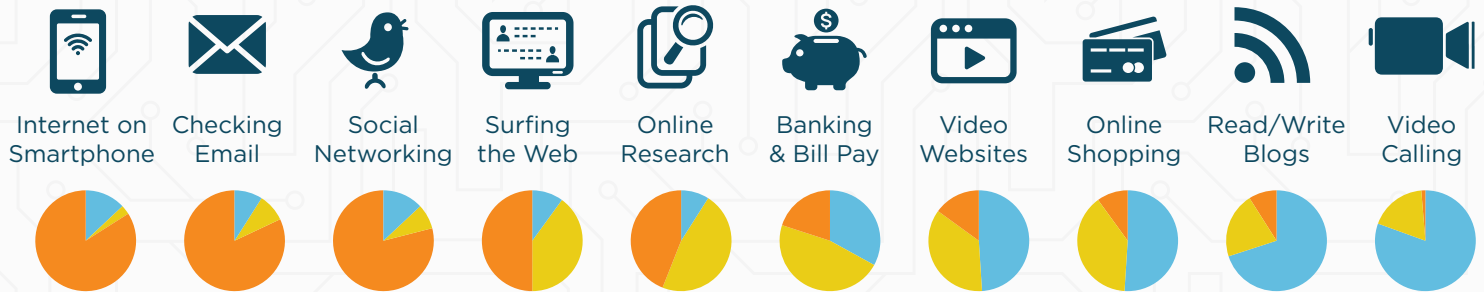 $
Internet on
Smartphone
Checking
Email
Social
Networking
Surfing
the Web
Online
Research
Banking
& Bill Pay
Video
Websites
Online
Shopping
Read/Write
Blogs
Video
Calling